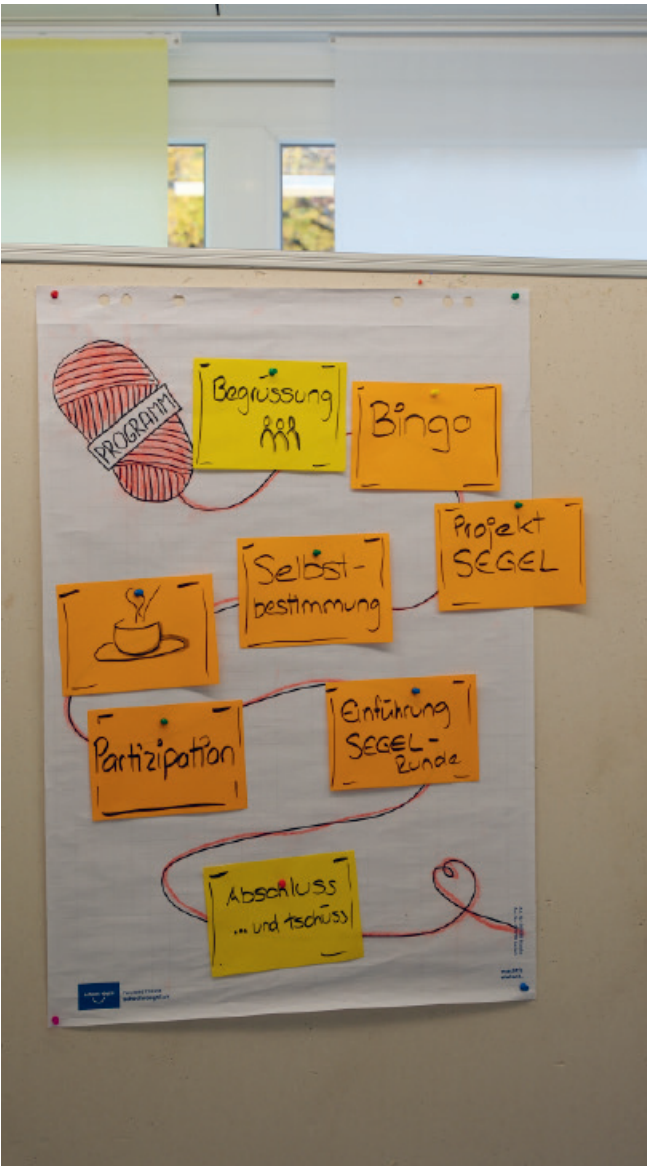 PROGRAMM
Begrüssung
Bingo
Projekt
SEGEL
Selbst-
bestimmung
Partizipation
Einführung
SEGEL-
Runde
Abschluss
... und tschüss!